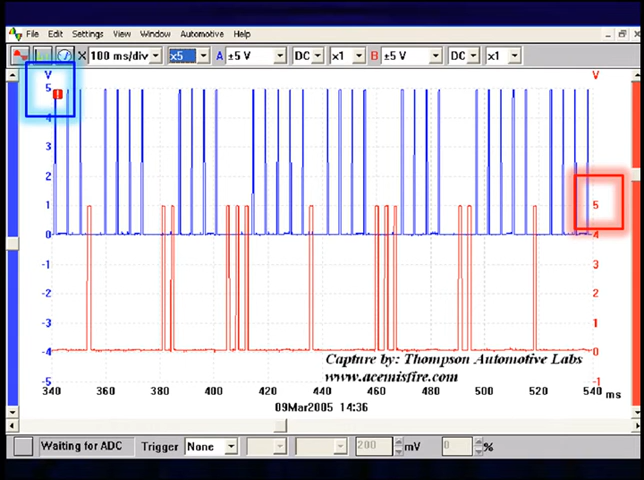 File Edit Settings View Window Automotive Help
X 100 ms/div x5 A ±5 V DC x1 B ±5 V DC x1
V V
5
4
3
2
1 5
0 4
-1 3
-2 2
-3 1
-4 0
-5 -1
Capture by: Thompson Automotive Labs
www.acemisfire.com
340 360 380 400 420 440 460 480 500 520 540 ms
09Mar2005 14:36
Waiting for ADC Trigger None 200 mV 0 %